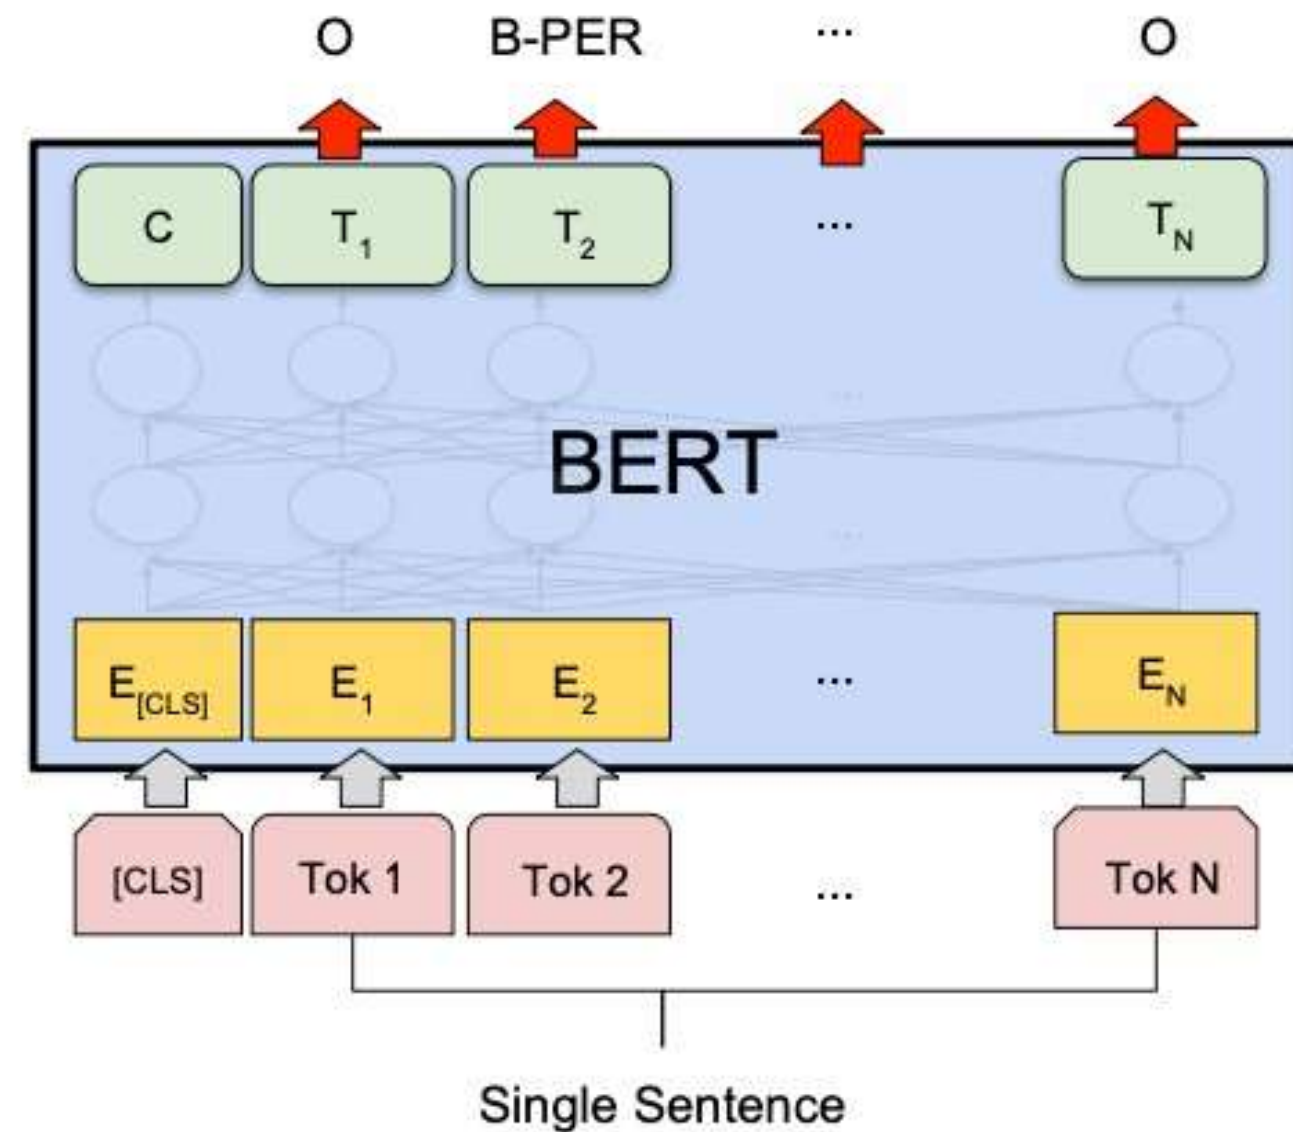 O B-PER ... O
C T1 T2 ... TN
...
BERT
...
E[CLS] E1 E2 ... EN
[CLS] Tok 1 Tok 2 ... Tok N
Single Sentence